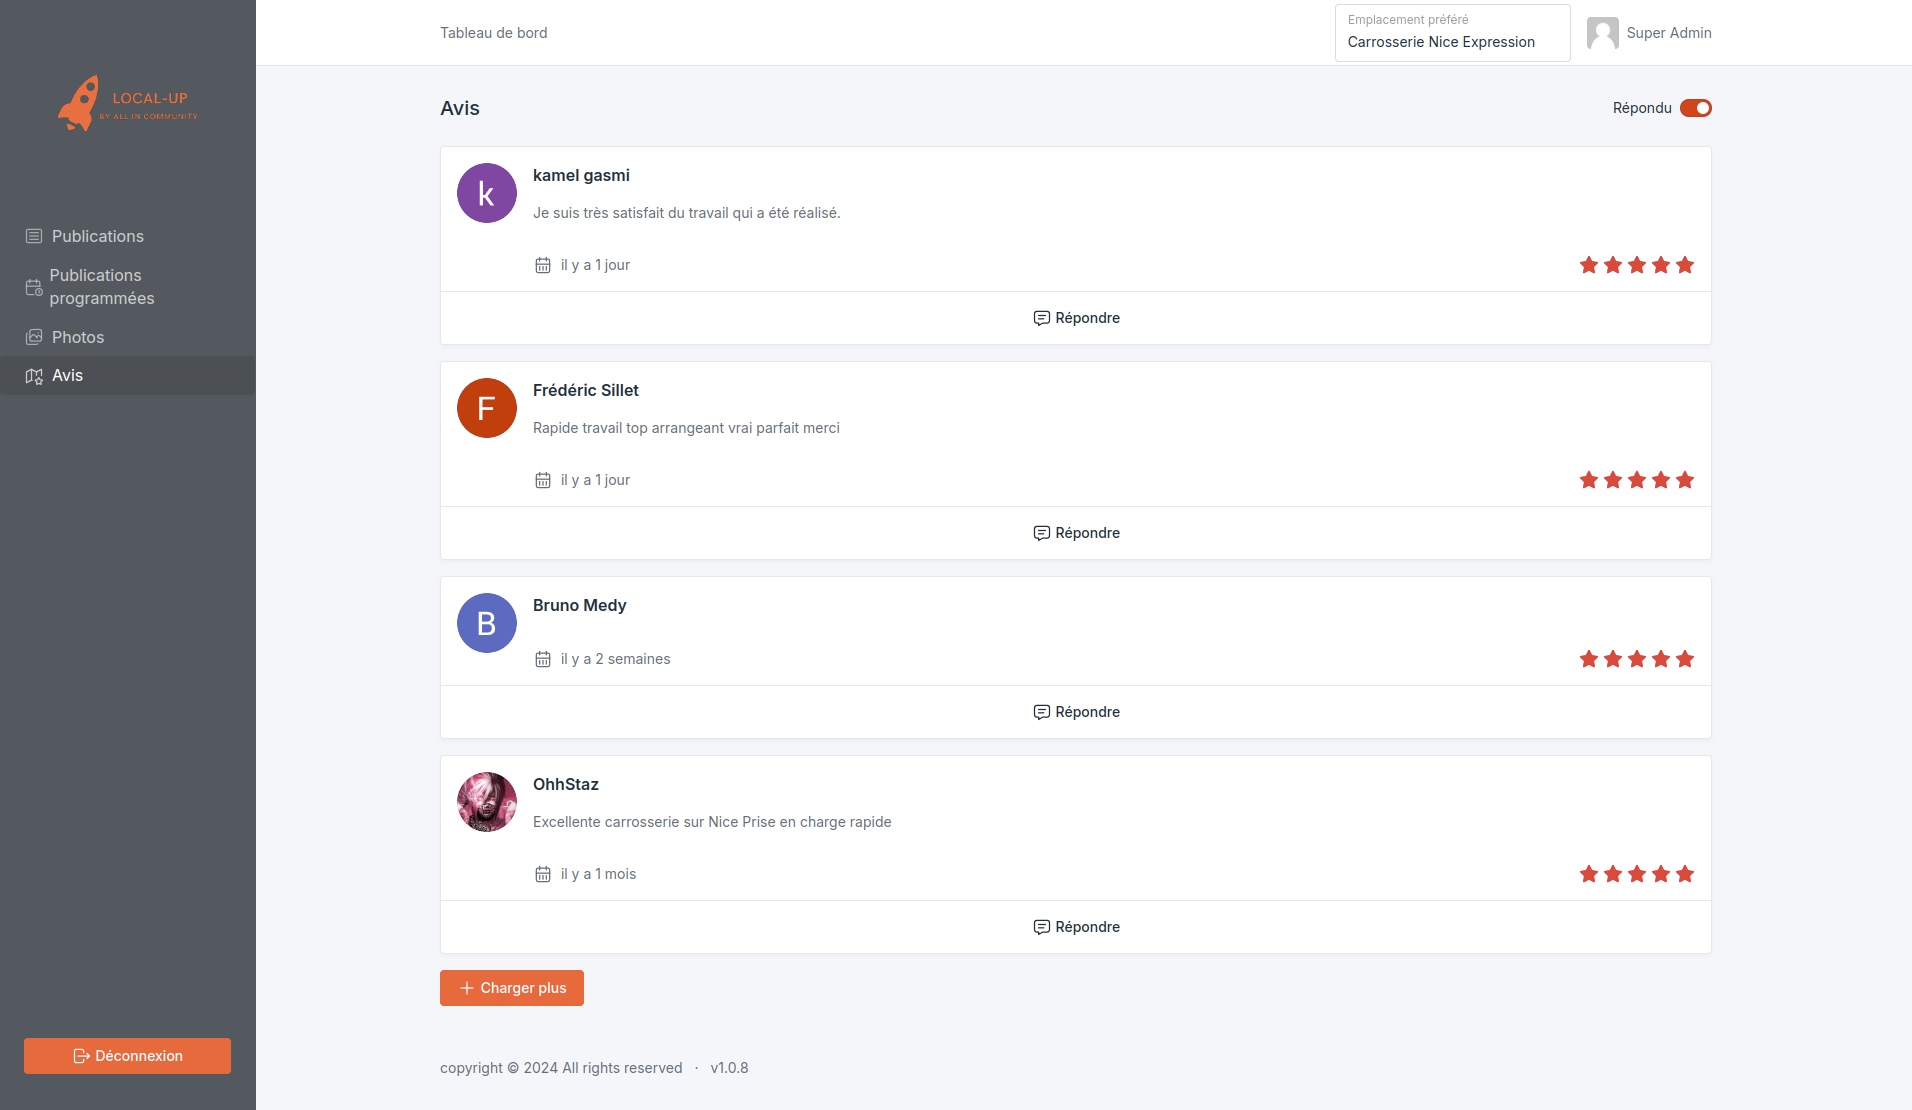 LOCAL-UP
BY ALL IN COMMUNITY
Publications
Publications
programmées
Photos
Avis
Déconnexion
Tableau de bord
Emplacement préféré
Carrosserie Nice Expression
Super Admin
Avis
Répondu
k
kamel gasmi
Je suis très satisfait du travail qui a été réalisé.
il y a 1 jour
Répondre
F
Frédéric Sillet
Rapide travail top arrangeant vrai parfait merci
il y a 1 jour
Répondre
B
Bruno Medy
il y a 2 semaines
Répondre
OhhStaz
Excellente carrosserie sur Nice Prise en charge rapide
il y a 1 mois
Répondre
Charger plus
copyright © 2024 All rights reserved · v1.0.8